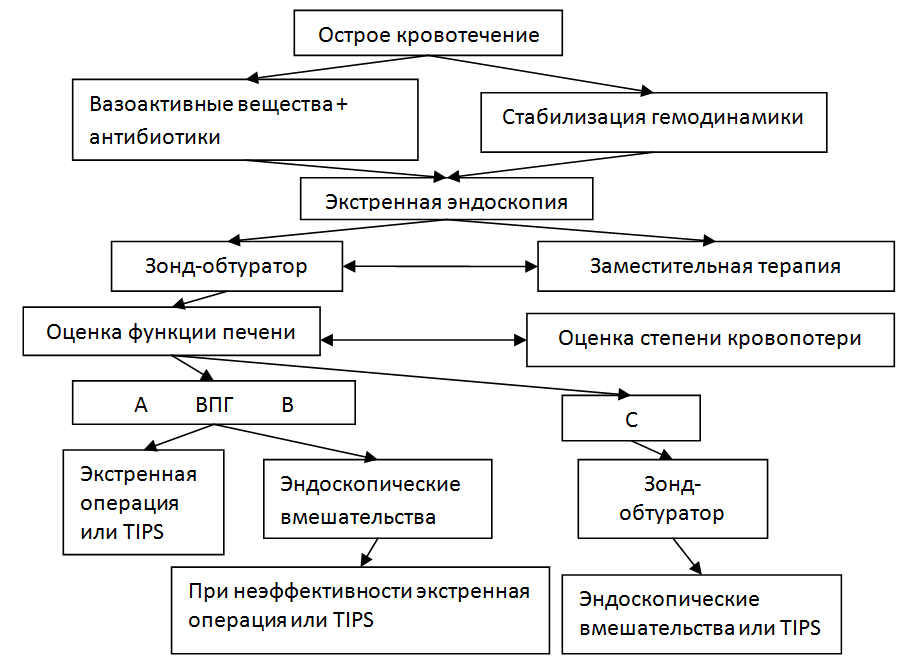 Острое кровотечение
Вазоактивные вещества +
антибиотики
Стабилизация гемодинамики
Экстренная эндоскопия
Зонд-обтуратор
Заместительная терапия
Оценка функции печени
Оценка степени кровопотери
А ВПГ В
С
Экстренная
операция
или TIPS
Эндоскопические
вмешательства
Зонд-
обтуратор
При неэффективности экстренная
операция или TIPS
Эндоскопические
вмешательства или TIPS